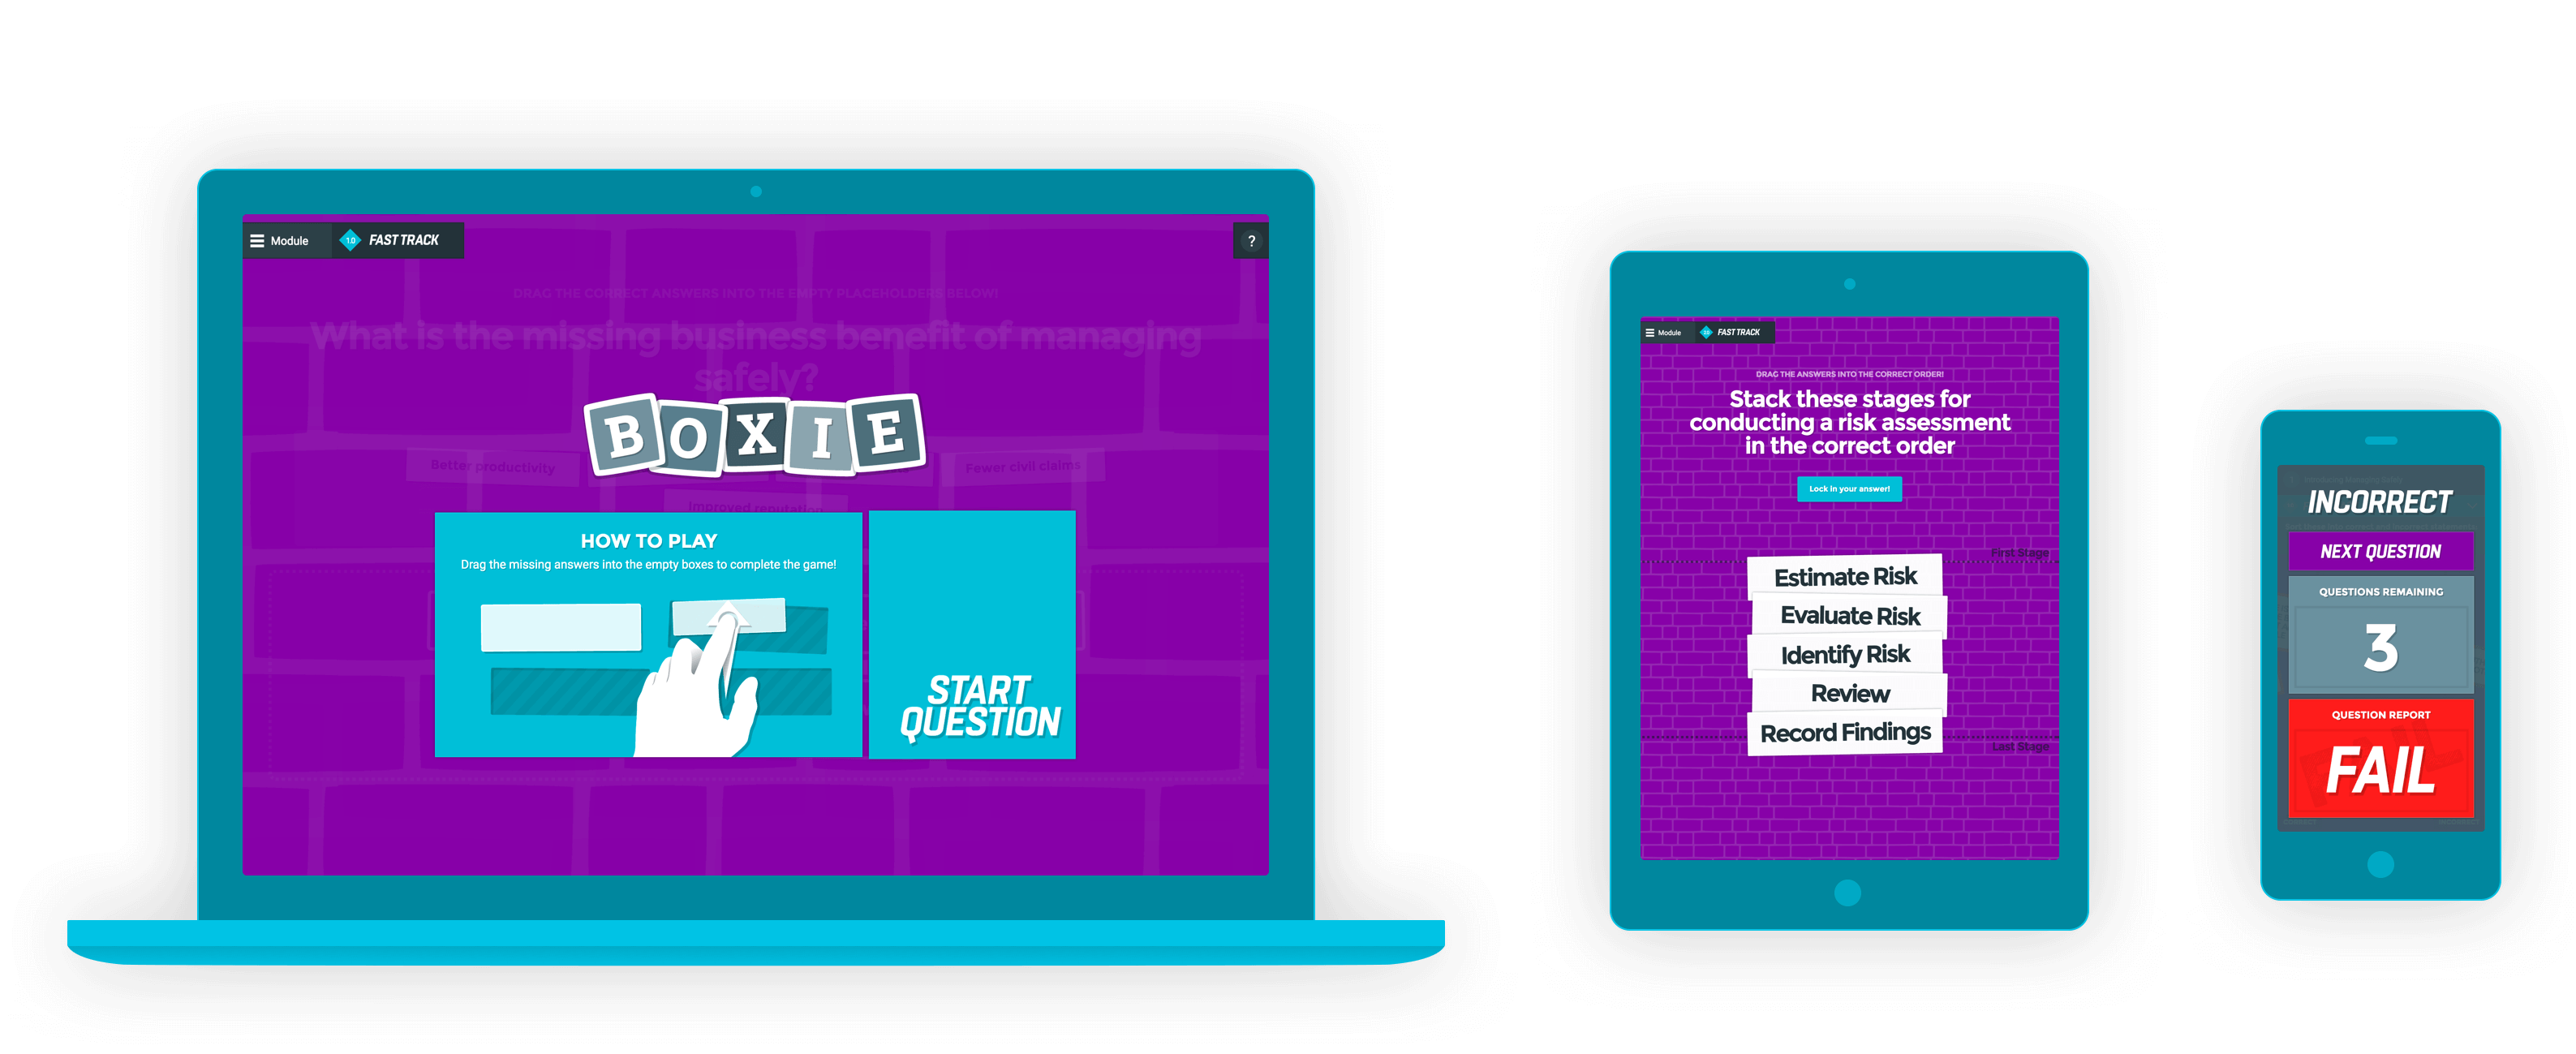 Module
1.0
FAST TRACK
?
DRAG THE CORRECT ANSWERS INTO THE EMPTY PLACEHOLDERS BELOW!
What is the missing business benefit of managing
safely?
BOXIE
Better productivity
Fewer civil claims
Improved reputation
HOW TO PLAY
Drag the missing answers into the empty boxes to complete the game!
START
QUESTION
Module
FAST TRACK
DRAG THE ANSWERS INTO THE CORRECT ORDER!
Stack these stages for
conducting a risk assessment
in the correct order
Lock in your answer!
First Stage
Estimate Risk
Evaluate Risk
Identify Risk
Review
Record Findings
Last Stage
INCORRECT
NEXT QUESTION
QUESTIONS REMAINING
3
QUESTION REPORT
FAIL